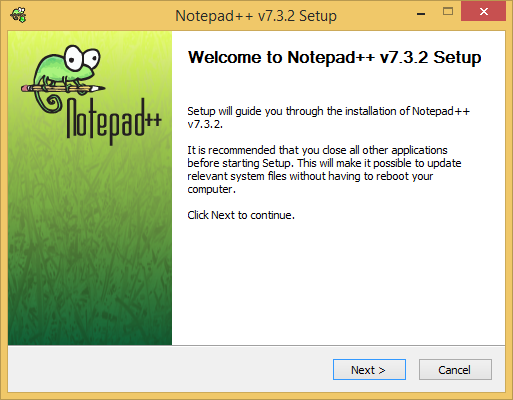 Notepad++ v7.3.2 Setup
Notepad++
Welcome to Notepad++ v7.3.2 Setup
Setup will guide you through the installation of Notepad++
v7.3.2.
It is recommended that you close all other applications
before starting Setup. This will make it possible to update
relevant system files without having to reboot your
computer.
Click Next to continue.
Next >
Cancel